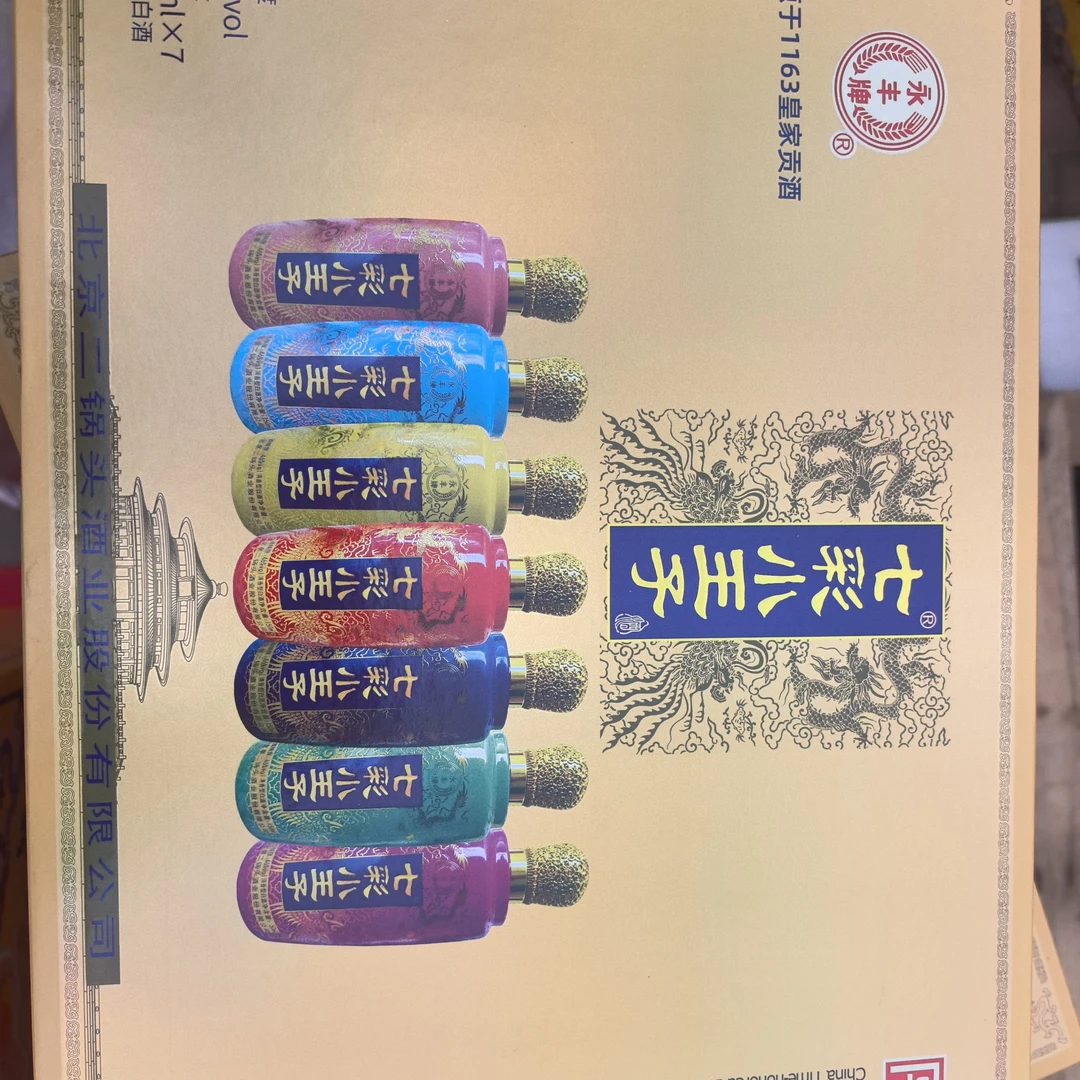 永丰牌®
于1163皇家贡酒
China Time-honored
七彩小王子®
七彩小王子
七彩小王子
七彩小王子
七彩小王子
七彩小王子
七彩小王子
七彩小王子
vol
ml×7
白酒
北京二锅头酒业股份有限公司